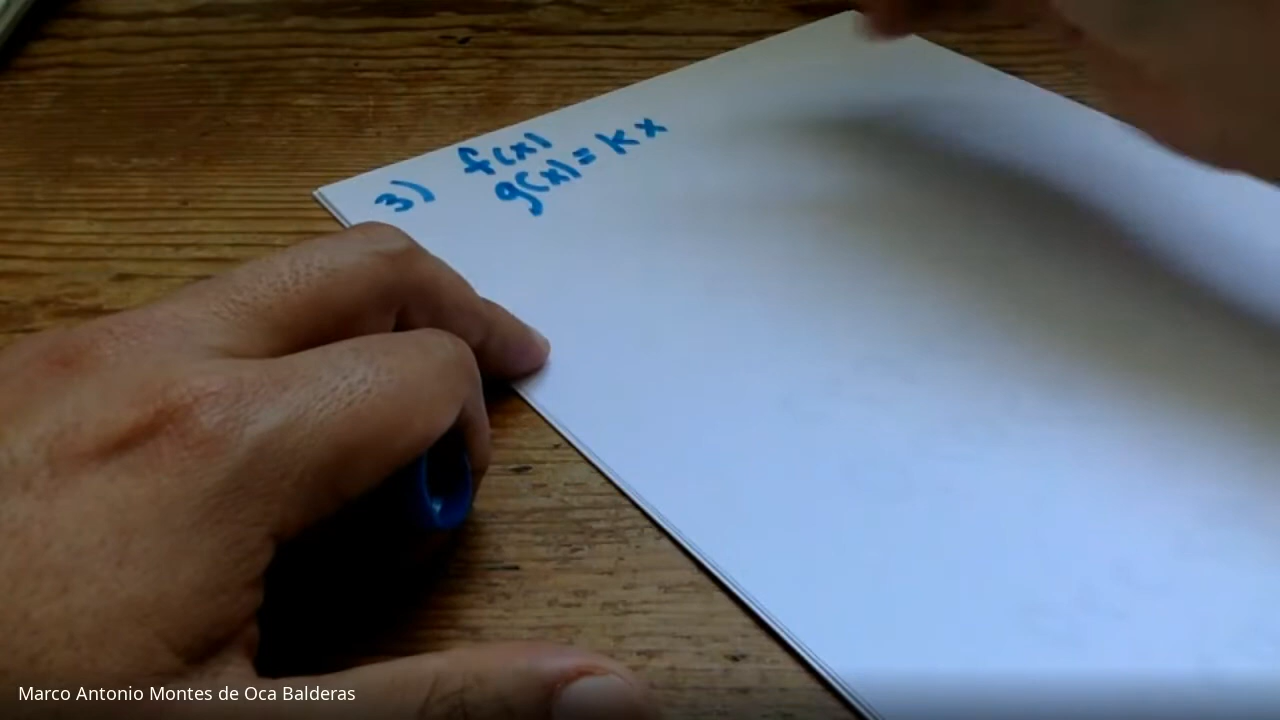 3) f(x)
g(x) = kx
Marco Antonio Montes de Oca Balderas